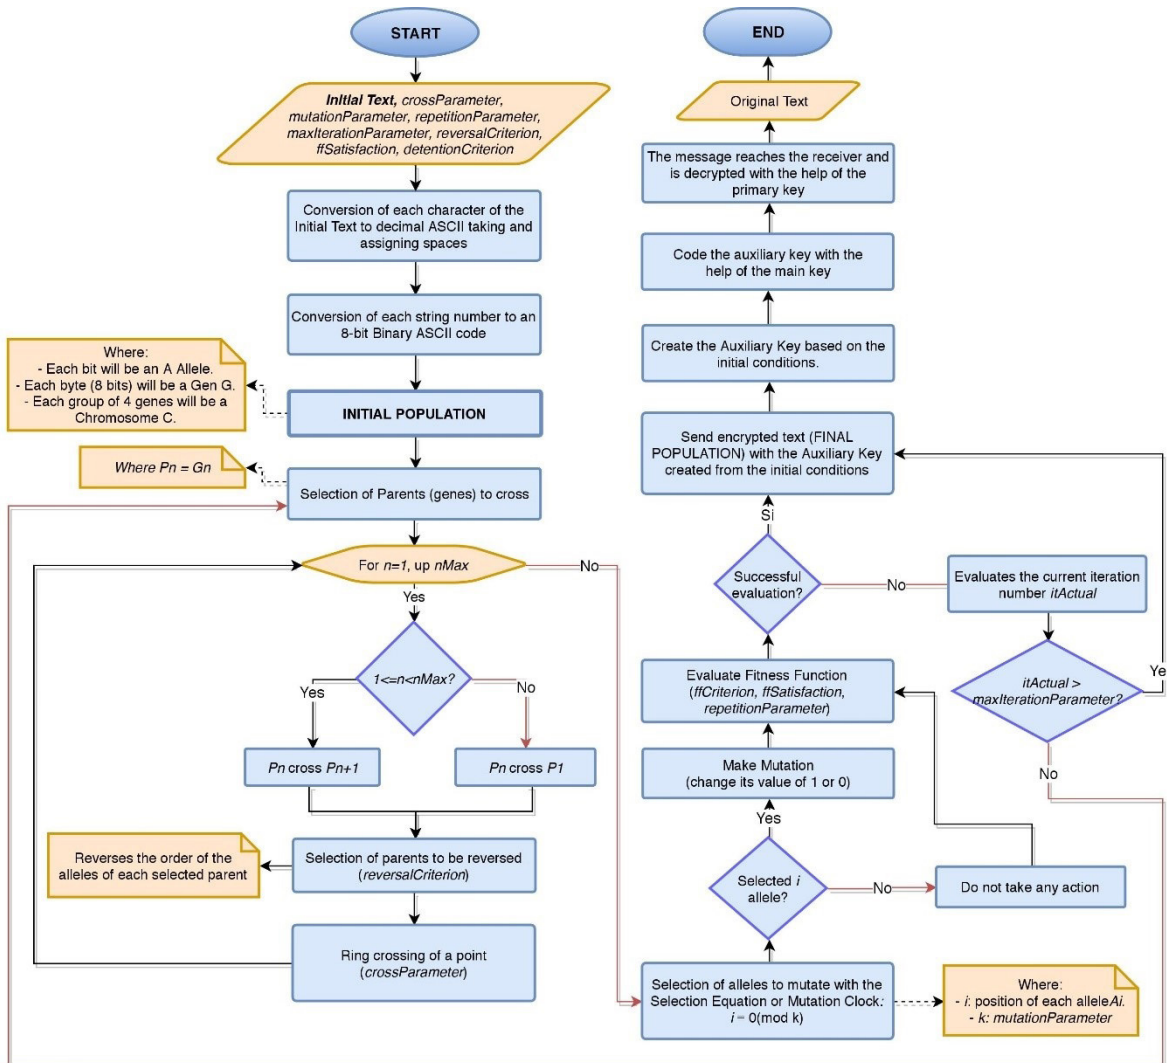 START
Initial Text, crossParameter,
mutationParameter, repetitionParameter,
maxIterationParameter, reversalCriterion,
ffSatisfaction, detentionCriterion
Conversion of each character of the
Initial Text to decimal ASCII taking and
assigning spaces
Conversion of each string number to an
8-bit Binary ASCII code
Where:
- Each bit will be an A Allele.
- Each byte (8 bits) will be a Gen G.
- Each group of 4 genes will be a
Chromosome C.
INITIAL POPULATION
Where Pn = Gn
Selection of Parents (genes) to cross
For n=1, up nMax
No
Yes
1<=n<nMax?
Yes
No
Pn cross Pn+1
Pn cross P1
Selection of parents to be reversed
(reversalCriterion)
Reverses the order of the
alleles of each selected parent
Ring crossing of a point
(crossParameter)
END
Original Text
The message reaches the receiver and
is decrypted with the help of the
primary key
Code the auxiliary key with the
help of the main key
Create the Auxiliary Key based on the
initial conditions.
Send encrypted text (FINAL
POPULATION) with the Auxiliary Key
created from the initial conditions
Si
Successful
evaluation?
No
Evaluates the current iteration
number itActual
itActual >
maxIterationParameter?
Ye
No
Evaluate Fitness Function
(ffCriterion, ffSatisfaction,
repetitionParameter)
Make Mutation
(change its value of 1 or 0)
Yes
Selected i
allele?
No
Do not take any action
Selection of alleles to mutate with the
Selection Equation or Mutation Clock:
i = 0(mod k)
Where:
- i: position of each alleleAi.
- k: mutationParameter